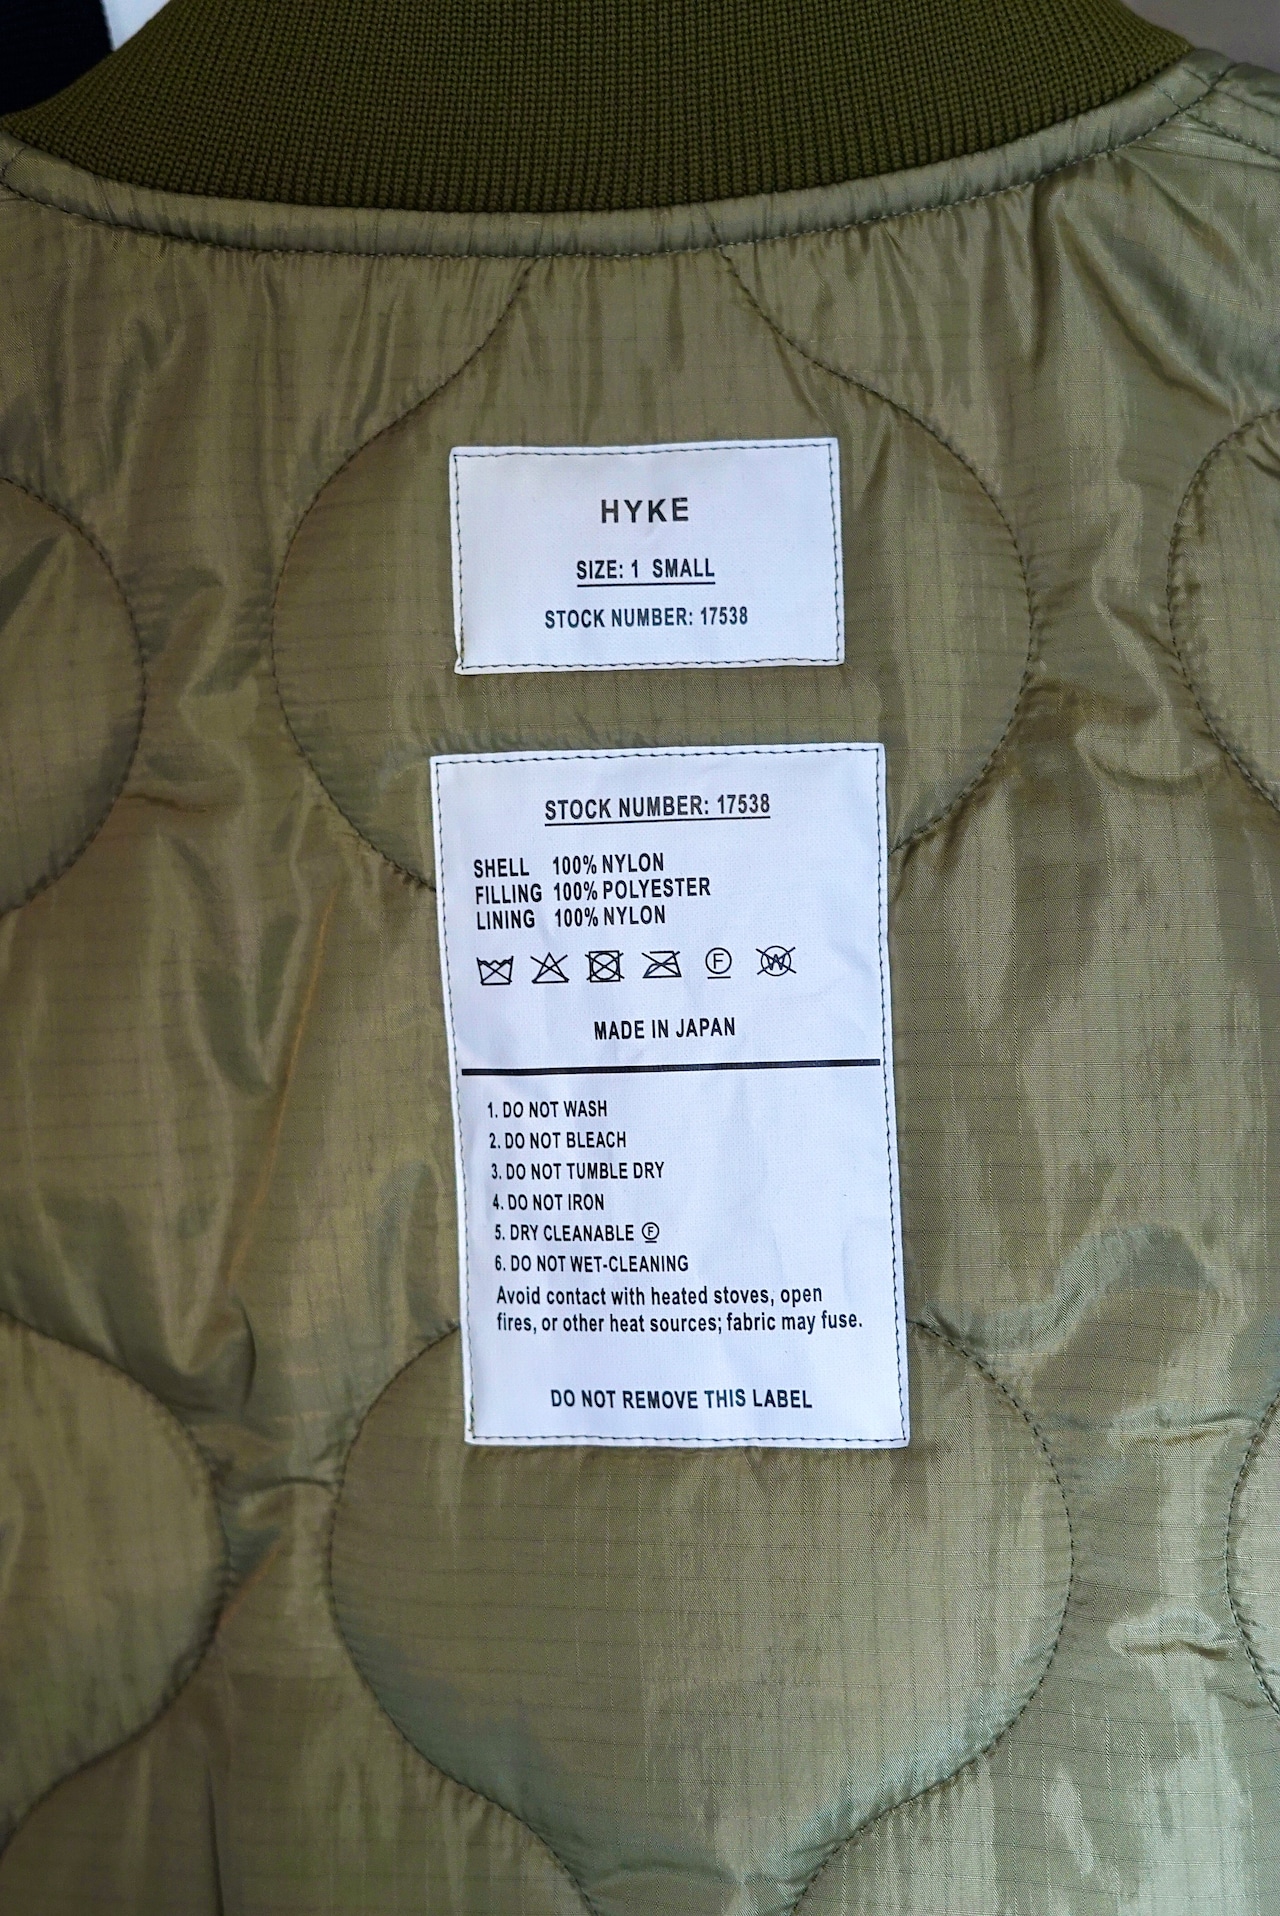 HYKE
SIZE: 1 SMALL
STOCK NUMBER: 17538
STOCK NUMBER: 17538
SHELL 100% NYLON
FILLING 100% POLYESTER
LINING 100% NYLON
F W
MADE IN JAPAN
1. DO NOT WASH
2. DO NOT BLEACH
3. DO NOT TUMBLE DRY
4. DO NOT IRON
5. DRY CLEANABLE Ⓕ
6. DO NOT WET-CLEANING
Avoid contact with heated stoves, open
fires, or other heat sources; fabric may fuse.
DO NOT REMOVE THIS LABEL